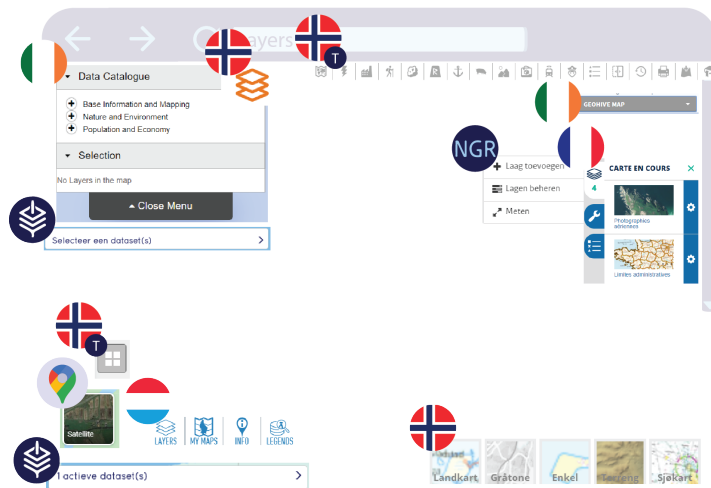 Layers
T
Data Catalogue
Base Information and Mapping
Nature and Environment
Population and Economy
Selection
No Layers in the map
Close Menu
Selecteer een dataset(s)
GEOHIVE MAP
NGR
Laag toevoegen
Lagen beheren
Meten
4
CARTE EN COURS
Photographies
aériennes
Limites administratives
T
Satellite
LAYERS
MY MAPS
INFO
LEGENDS
1 actieve dataset(s)
Landkart
Gråtone
Enkel
Terreng
Sjøkart